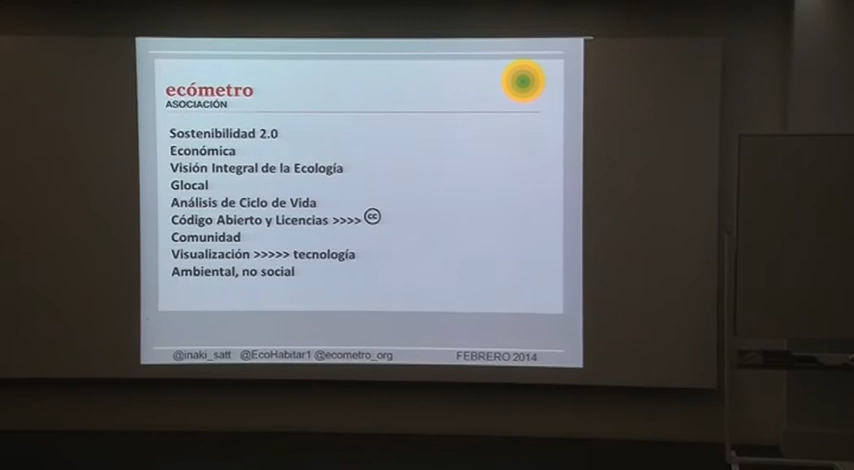 ecómetro
ASOCIACIÓN
Sostenibilidad 2.0
Económica
Visión Integral de la Ecología
Glocal
Análisis de Ciclo de Vida
Código Abierto y Licencias >>>> cc
Comunidad
Visualización >>>>> tecnología
Ambiental, no social
@inaki_satt @EcoHabitar1 @ecometro_org FEBRERO 2014